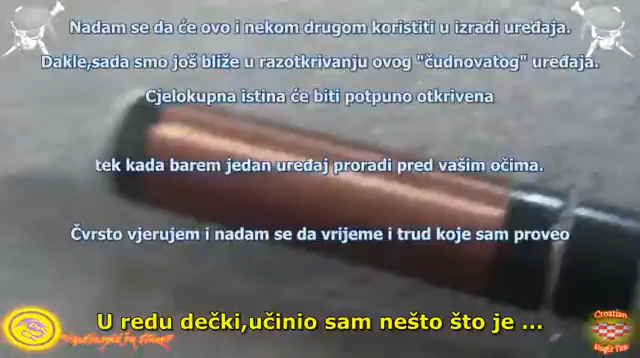 Nadam se da će ovo i nekom drugom koristiti u izradi uređaja.
Dakle,sada smo još bliže u razotkrivanju ovog "čudnovatog" uređaja.
Cjelokupna istina će biti potpuno otkrivena
tek kada barem jedan uređaj proradi pred vašim očima.
Čvrsto vjerujem i nadam se da vrijeme i trud koje sam proveo
U redu dečki,učinio sam nešto što je ...
Croatian